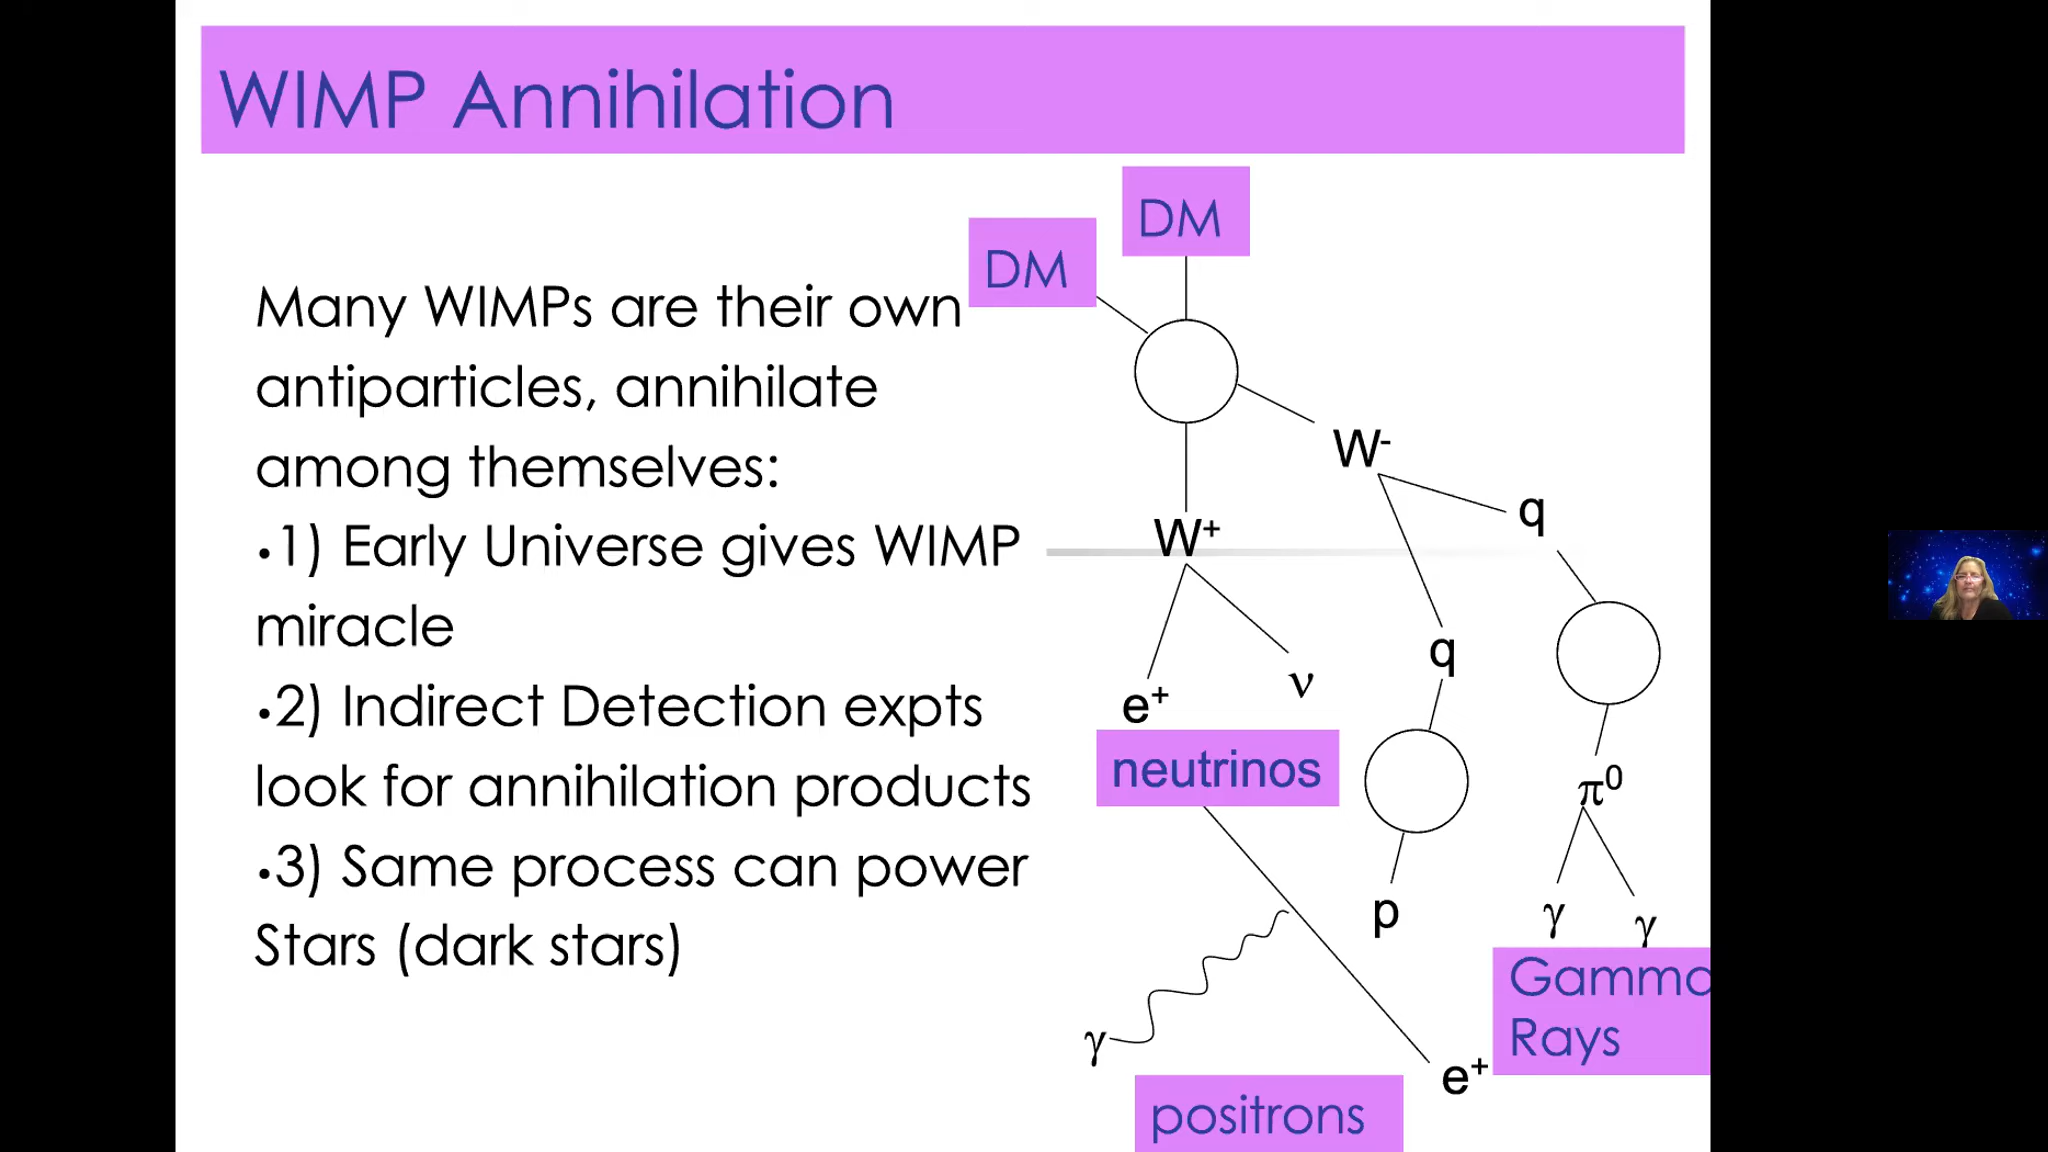 WIMP Annihilation
DM
DM
Many WIMPs are their own
antiparticles, annihilate
among themselves:
•1) Early Universe gives WIMP
miracle
•2) Indirect Detection expts
look for annihilation products
•3) Same process can power
Stars (dark stars)
W⁻
q
W⁺
q
e⁺
ν
neutrinos
π⁰
p
γ
γ
Gamma
Rays
γ
e⁺
positrons